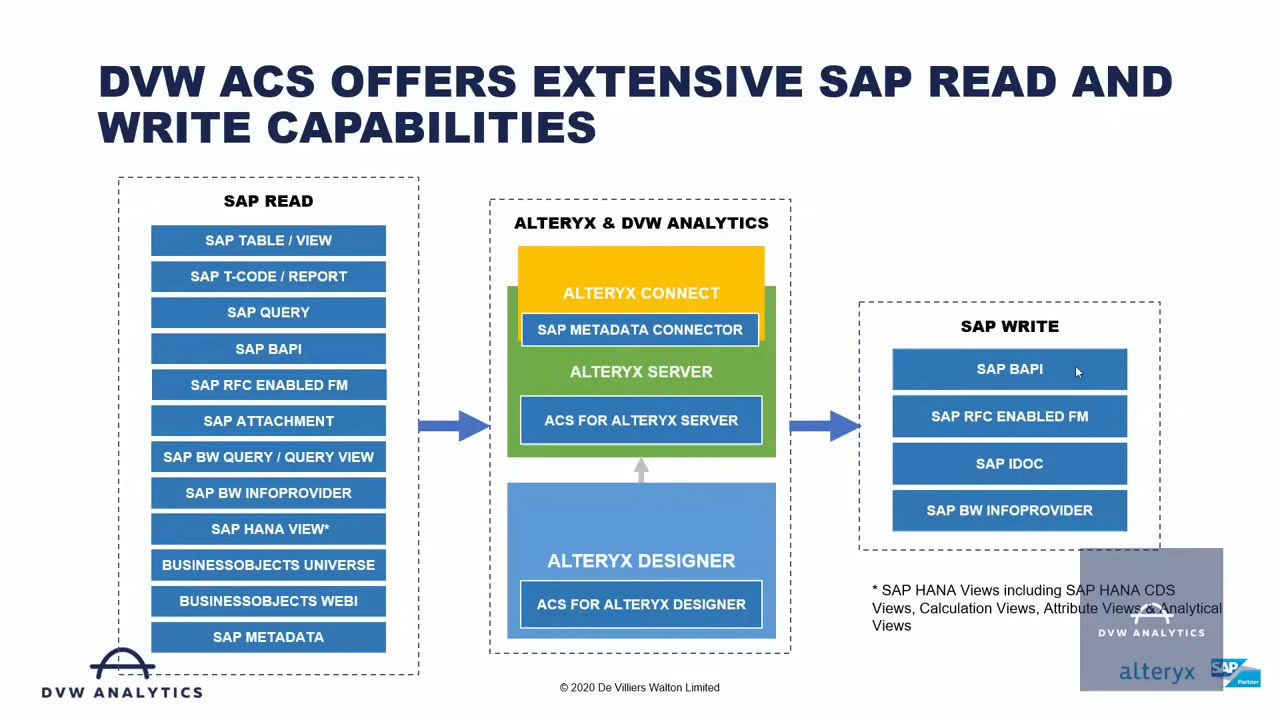 DVW ACS OFFERS EXTENSIVE SAP READ AND
WRITE CAPABILITIES
SAP READ
SAP TABLE / VIEW
SAP T-CODE / REPORT
SAP QUERY
SAP BAPI
SAP RFC ENABLED FM
SAP ATTACHMENT
SAP BW QUERY / QUERY VIEW
SAP BW INFOPROVIDER
SAP HANA VIEW*
BUSINESSOBJECTS UNIVERSE
BUSINESSOBJECTS WEBI
SAP METADATA
ALTERYX & DVW ANALYTICS
ALTERYX CONNECT
SAP METADATA CONNECTOR
ALTERYX SERVER
ACS FOR ALTERYX SERVER
ALTERYX DESIGNER
ACS FOR ALTERYX DESIGNER
SAP WRITE
SAP BAPI
SAP RFC ENABLED FM
SAP IDOC
SAP BW INFOPROVIDER
* SAP HANA Views including SAP HANA CDS
Views, Calculation Views, Attribute Views & Analytical
Views
DVW ANALYTICS
alteryx
SAP
Partner
DVW ANALYTICS
© 2020 De Villiers Walton Limited